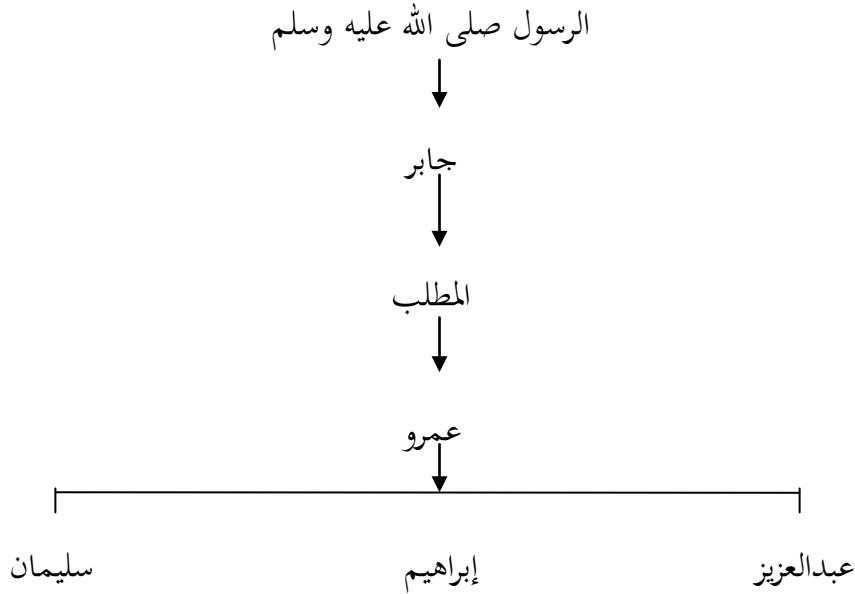 الرسول صلى الله عليه وسلم
جابر
المطلب
عمرو
عبدالعزيز إبراهيم سليمان